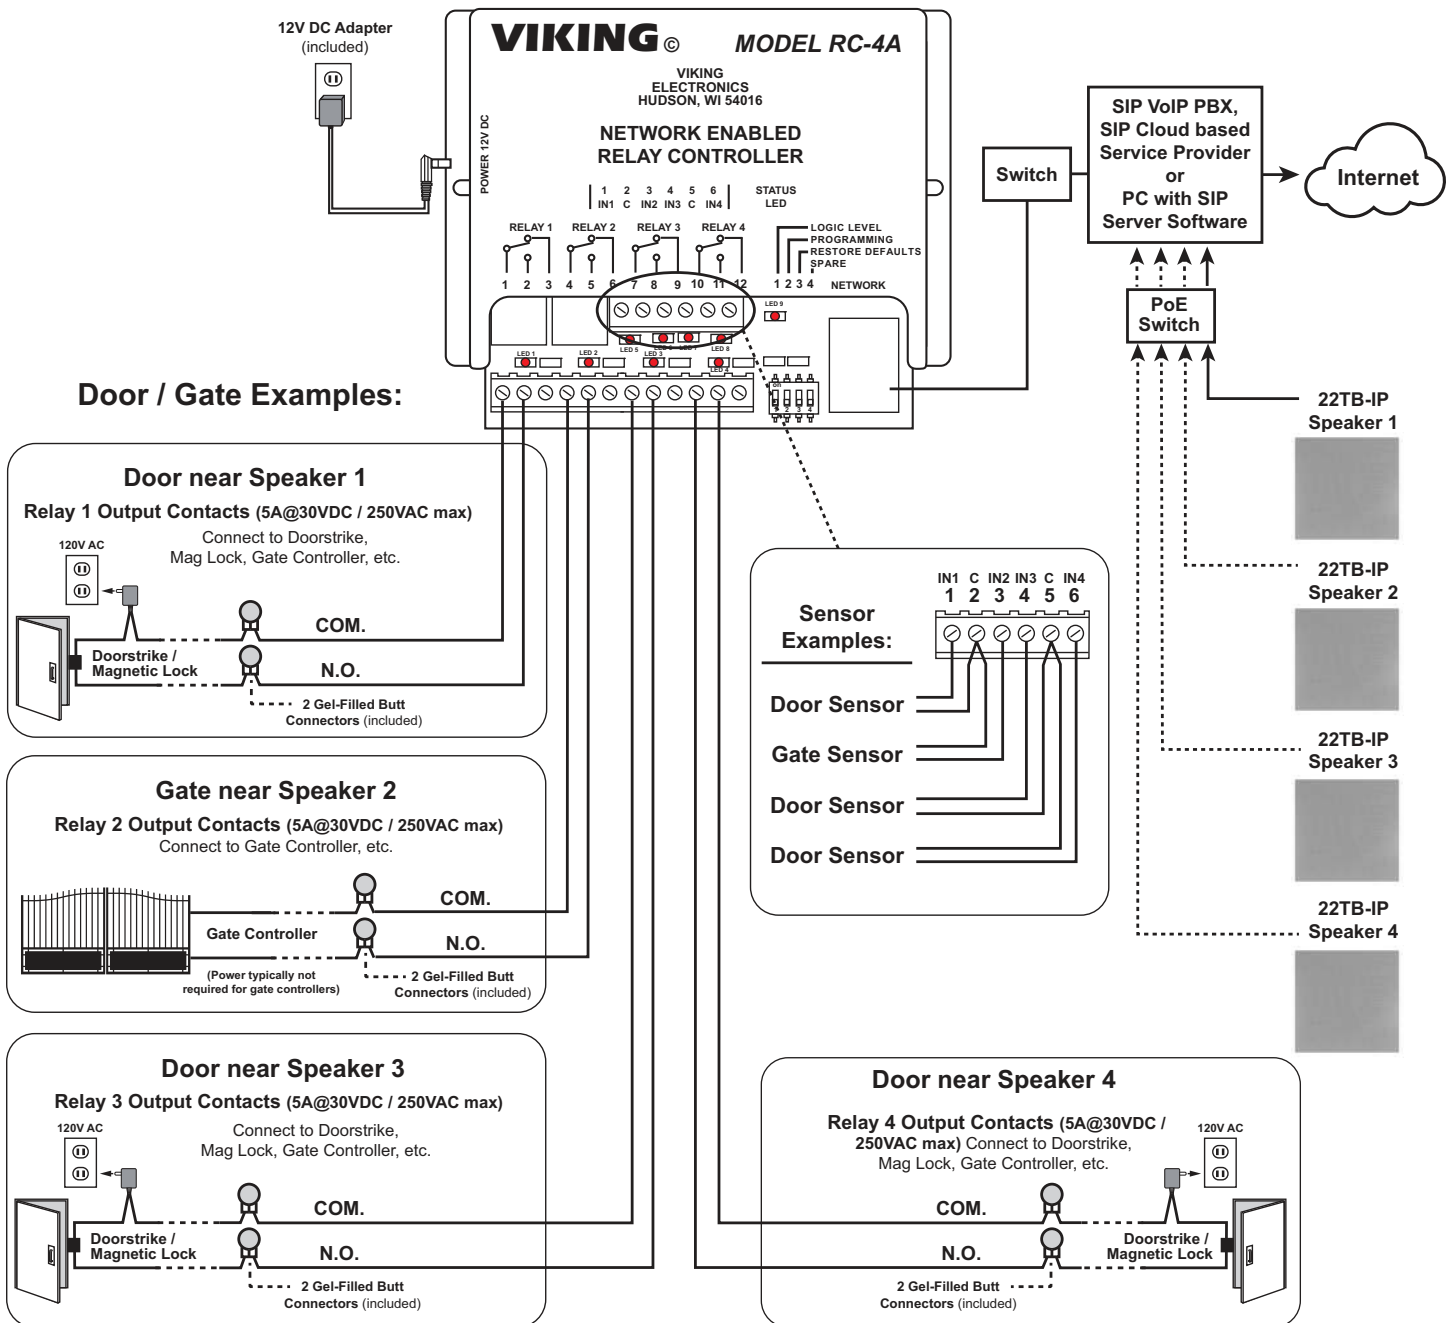 12V DC Adapter
(included)
VIKING © MODEL RC-4A
VIKING
ELECTRONICS
HUDSON, WI 54016
POWER 12V DC
NETWORK ENABLED
RELAY CONTROLLER
1 2 3 4 5 6
IN1 C IN2 IN3 C IN4
STATUS
LED
RELAY 1 RELAY 2 RELAY 3 RELAY 4
LOGIC LEVEL
PROGRAMMING
RESTORE DEFAULTS
SPARE
1 2 3 4 5 6 7 8 9 10 11 12 1 2 3 4 NETWORK
LED 9
LED 5 LED 8
LED 1 LED 2 LED 3 LED 4
on
2 3 4
Switch
SIP VoIP PBX,
SIP Cloud based
Service Provider
or
PC with SIP
Server Software
Internet
PoE
Switch
22TB-IP
Speaker 1
22TB-IP
Speaker 2
22TB-IP
Speaker 3
22TB-IP
Speaker 4
Door / Gate Examples:
Door near Speaker 1
Relay 1 Output Contacts (5A@30VDC / 250VAC max)
Connect to Doorstrike,
Mag Lock, Gate Controller, etc.
120V AC
COM.
Doorstrike /
Magnetic Lock
N.O.
2 Gel-Filled Butt
Connectors (included)
Gate near Speaker 2
Relay 2 Output Contacts (5A@30VDC / 250VAC max)
Connect to Gate Controller, etc.
COM.
Gate Controller
N.O.
(Power typically not
required for gate controllers)
2 Gel-Filled Butt
Connectors (included)
Door near Speaker 3
Relay 3 Output Contacts (5A@30VDC / 250VAC max)
Connect to Doorstrike,
Mag Lock, Gate Controller, etc.
120V AC
COM.
Doorstrike /
Magnetic Lock
N.O.
2 Gel-Filled Butt
Connectors (included)
Sensor
Examples:
IN1 C IN2 IN3 C IN4
1 2 3 4 5 6
Door Sensor
Gate Sensor
Door Sensor
Door Sensor
Door near Speaker 4
Relay 4 Output Contacts (5A@30VDC /
250VAC max) Connect to Doorstrike,
Mag Lock, Gate Controller, etc.
120V AC
COM.
N.O.
Doorstrike /
Magnetic Lock
2 Gel-Filled Butt
Connectors (included)